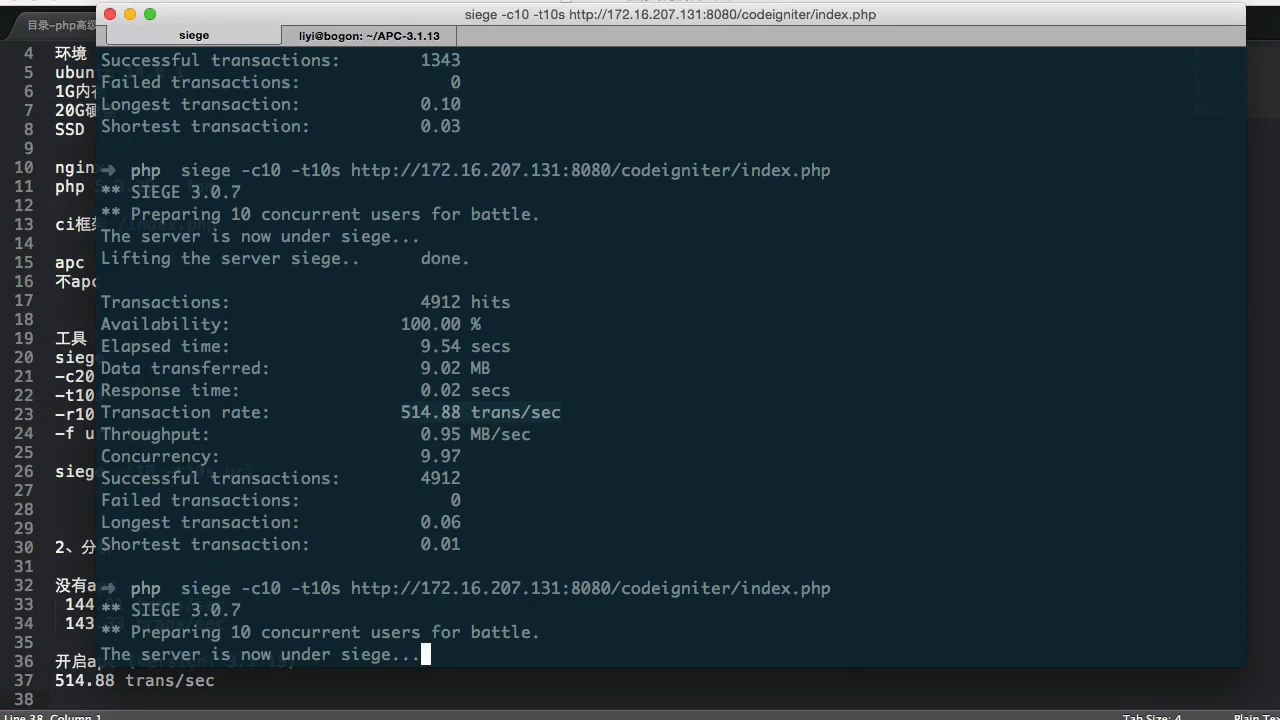 siege -c10 -t10s http://172.16.207.131:8080/codeigniter/index.php
目录-php高级
siege
liyi@bogon: ~/APC-3.1.13
Successful transactions: 1343
Failed transactions: 0
Longest transaction: 0.10
Shortest transaction: 0.03
➜ php siege -c10 -t10s http://172.16.207.131:8080/codeigniter/index.php
** SIEGE 3.0.7
** Preparing 10 concurrent users for battle.
The server is now under siege...
Lifting the server siege.. done.
Transactions: 4912 hits
Availability: 100.00 %
Elapsed time: 9.54 secs
Data transferred: 9.02 MB
Response time: 0.02 secs
Transaction rate: 514.88 trans/sec
Throughput: 0.95 MB/sec
Concurrency: 9.97
Successful transactions: 4912
Failed transactions: 0
Longest transaction: 0.06
Shortest transaction: 0.01
➜ php siege -c10 -t10s http://172.16.207.131:8080/codeigniter/index.php
** SIEGE 3.0.7
** Preparing 10 concurrent users for battle.
The server is now under siege...
4 环境
5 ubun
6 1G内存
7 20G硬
8 SSD
9
10 ngin
11 php
12
13 ci框架
14
15 apc
16 不apc
17
18
19 工具
20 sieg
21 -c20
22 -t10
23 -r10
24 -f u
25
26 sieg
27
28
29
30 2、分
31
32 没有a
33 144
34 143
35
36 开启a
37 514.88 trans/sec
38
Line 38, Column 1
Tab Size: 4
Plain Te